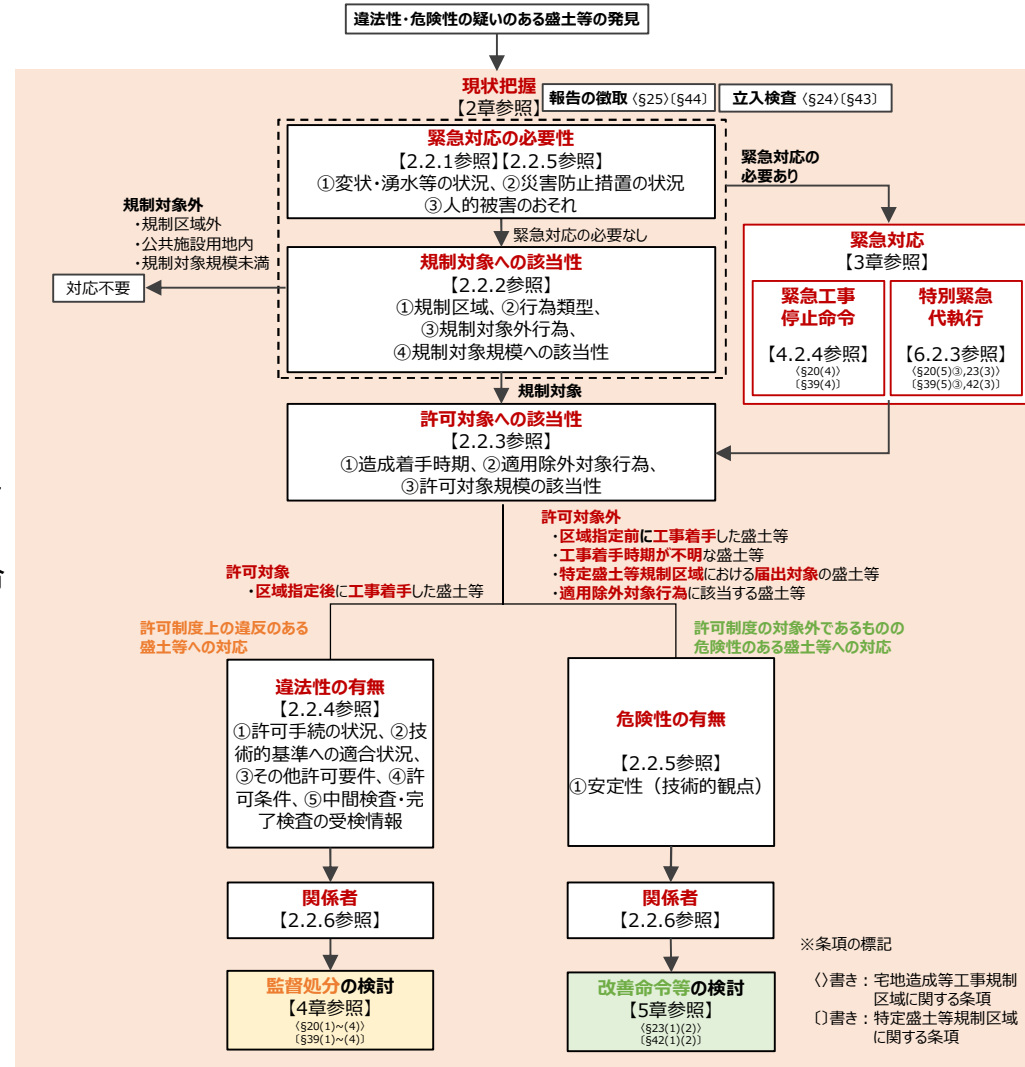 違法性・危険性の疑いのある盛土等の発見
現状把握
【2章参照】
報告の徴取〈§25〉〔§44〕
立入検査〈§24〉〔§43〕
緊急対応の必要性
【2.2.1参照】【2.2.5参照】
①変状・湧水等の状況、②災害防止措置の状況
③人的被害のおそれ
緊急対応の
必要あり
緊急対応の必要なし
規制対象外
・規制区域外
・公共施設用地内
・規制対象規模未満
対応不要
規制対象への該当性
【2.2.2参照】
①規制区域、②行為類型、
③規制対象外行為、
④規制対象規模への該当性
緊急対応
【3章参照】
緊急工事
停止命令
【4.2.4参照】
〈§20(4)〉
〔§39(4)〕
特別緊急
代執行
【6.2.3参照】
〈§20(5)③,23(3)〉
〔§39(5)③,42(3)〕
規制対象
許可対象への該当性
【2.2.3参照】
①造成着手時期、②適用除外対象行為、
③許可対象規模の該当性
許可対象
・区域指定後に工事着手した盛土等
許可対象外
・区域指定前に工事着手した盛土等
・工事着手時期が不明な盛土等
・特定盛土等規制区域における届出対象の盛土等
・適用除外対象行為に該当する盛土等
許可制度上の違反のある
盛土等への対応
許可制度の対象外であるものの
危険性のある盛土等への対応
違法性の有無
【2.2.4参照】
①許可手続の状況、②技
術的基準への適合状況、
③その他許可要件、④許
可条件、⑤中間検査・完
了検査の受検情報
危険性の有無
【2.2.5参照】
①安定性（技術的観点）
関係者
【2.2.6参照】
関係者
【2.2.6参照】
監督処分の検討
【4章参照】
〈§20(1)~(4)〉
〔§39(1)~(4)〕
改善命令等の検討
【5章参照】
〈§23(1)(2)〉
〔§42(1)(2)〕
※条項の標記
〈〉書き：宅地造成等工事規制
区域に関する条項
〔〕書き：特定盛土等規制区域
に関する条項